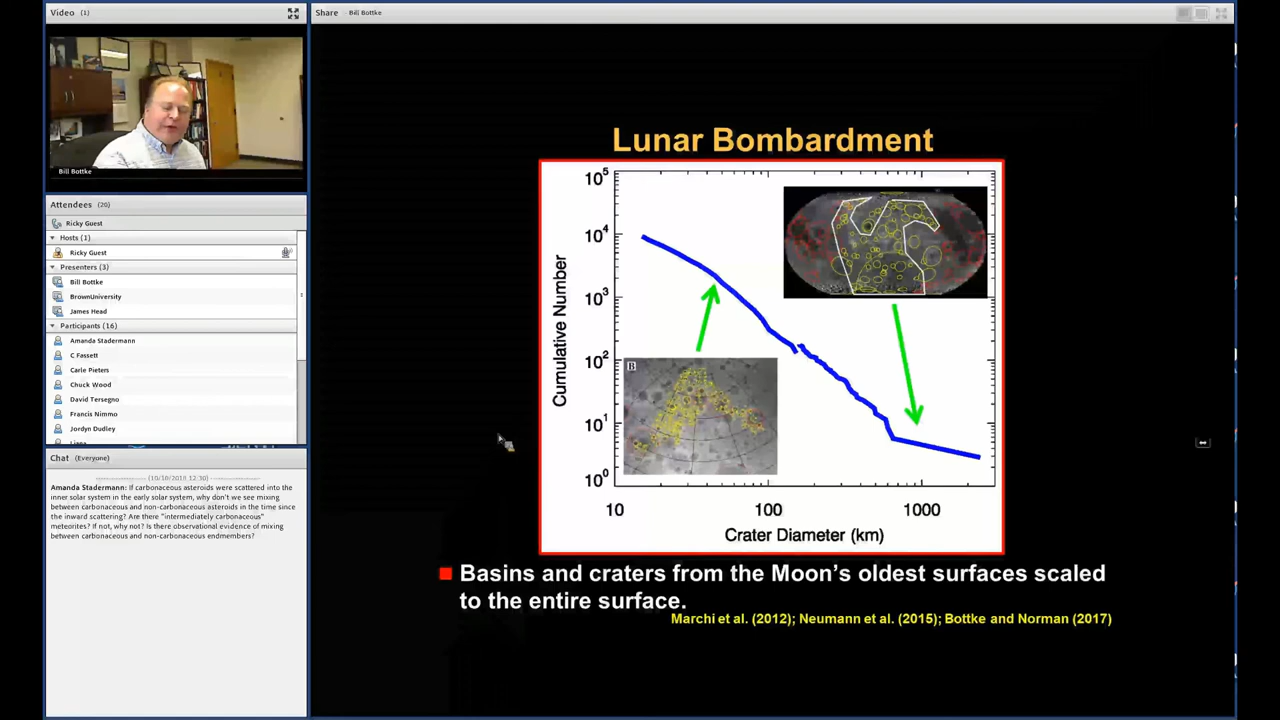 Video (1)
Bill Bottke
Attendees (20)
Ricky Guest
Hosts (1)
Ricky Guest
Presenters (3)
Bill Bottke
BrownUniversity
James Head
Participants (16)
Amanda Stadermann
C Fassett
Carle Pieters
Chuck Wood
David Tersegno
Francis Nimmo
Jordyn Dudley
Chat (Everyone)
(10/18/2018 12:30)
Amanda Stadermann: If carbonaceous asteroids were scattered into the
inner solar system in the early solar system, why don't we see mixing
between carbonaceous and non-carbonaceous asteroids in the time since
the inward scattering? Are there "intermediately carbonaceous"
meteorites? If not, why not? Is there observational evidence of mixing
between carbonaceous and non-carbonaceous endmembers?
Share - Bill Bottke
Lunar Bombardment
10⁵
10⁴
10³
10²
10¹
10⁰
Cumulative Number
B
10 100 1000
Crater Diameter (km)
Basins and craters from the Moon's oldest surfaces scaled
to the entire surface.
Marchi et al. (2012); Neumann et al. (2015); Bottke and Norman (2017)